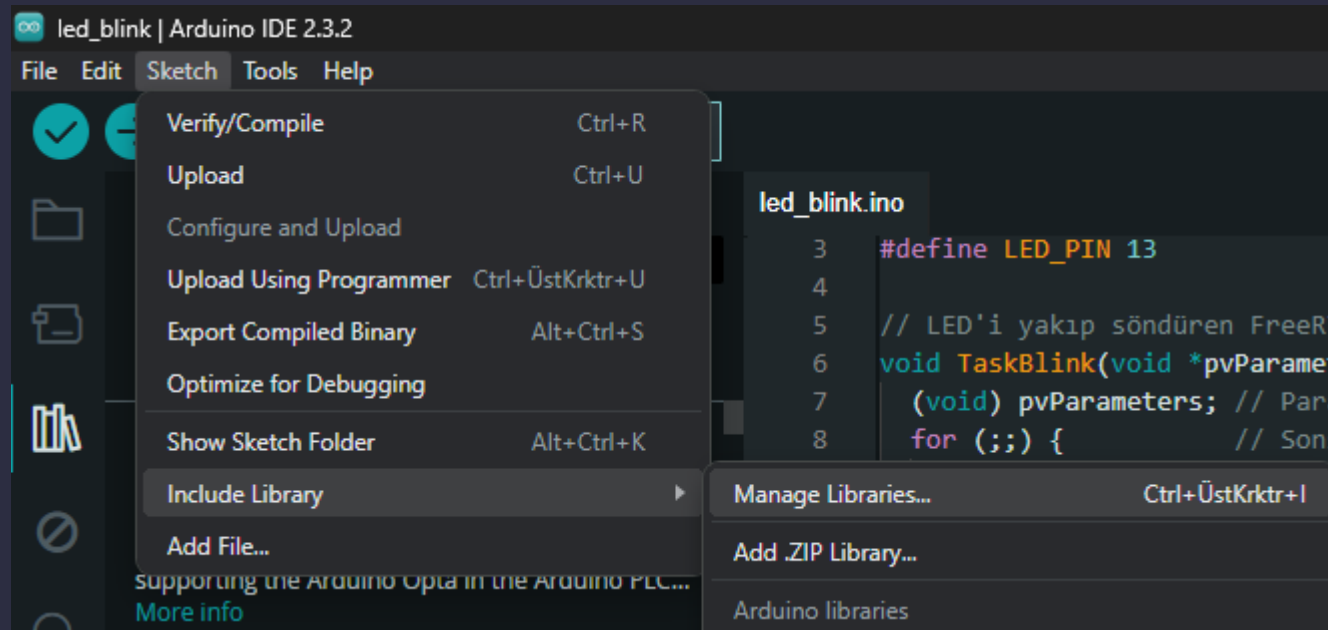 led_blink | Arduino IDE 2.3.2
File Edit Sketch Tools Help
Verify/Compile Ctrl+R
Upload Ctrl+U
Configure and Upload
Upload Using Programmer Ctrl+ÜstKrktr+U
Export Compiled Binary Alt+Ctrl+S
Optimize for Debugging
Show Sketch Folder Alt+Ctrl+K
Include Library
Add File...
supporting the Arduino Opta in the Arduino PLC...
More info
Manage Libraries... Ctrl+ÜstKrktr+I
Add .ZIP Library...
Arduino libraries
led_blink.ino
3 #define LED_PIN 13
4
5 // LED'i yakıp söndüren FreeR
6 void TaskBlink(void *pvParame
7 (void) pvParameters; // Par
8 for (;;) { // Son